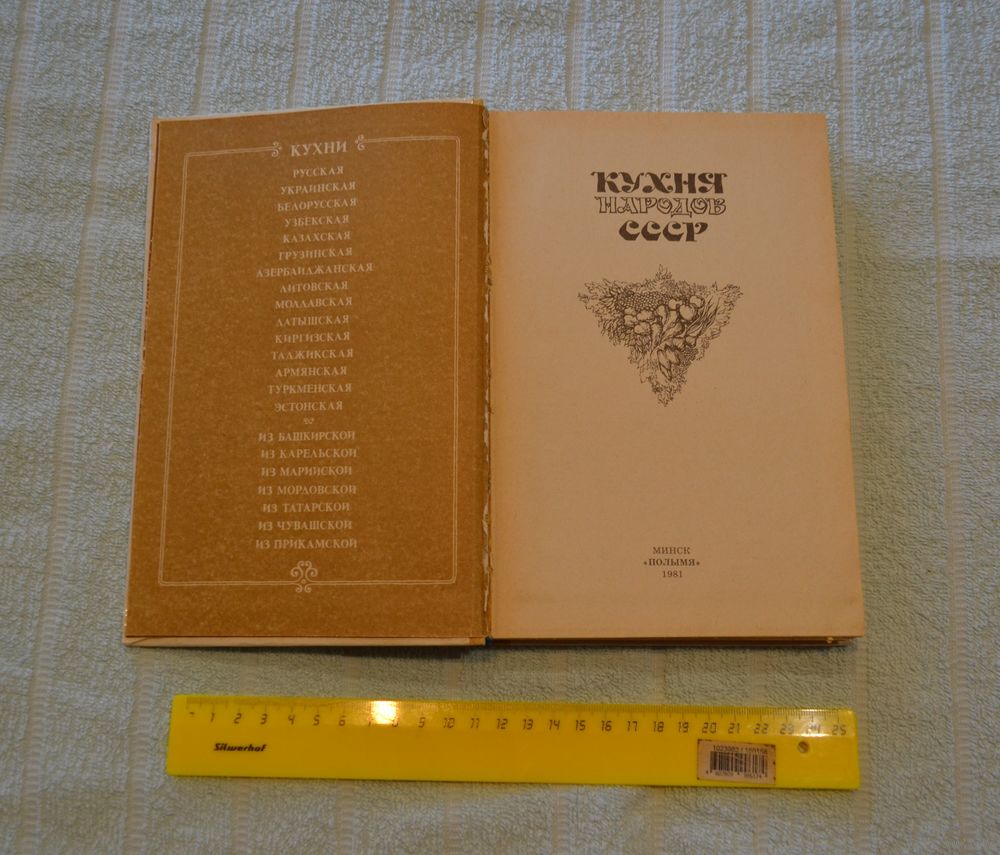 КУХНИ
РУССКАЯ
УКРАИНСКАЯ
БЕЛОРУССКАЯ
УЗБЕКСКАЯ
КАЗАХСКАЯ
ГРУЗИНСКАЯ
АЗЕРБАЙДЖАНСКАЯ
ЛИТОВСКАЯ
МОЛДАВСКАЯ
ЛАТЫШСКАЯ
КИРГИЗСКАЯ
ТАДЖИКСКАЯ
АРМЯНСКАЯ
ТУРКМЕНСКАЯ
ЭСТОНСКАЯ
ИЗ БАШКИРСКОЙ
ИЗ КАРЕЛЬСКОЙ
ИЗ МАРИЙСКОЙ
ИЗ МОРДОВСКОЙ
ИЗ ТАТАРСКОЙ
ИЗ ЧУВАШСКОЙ
ИЗ ПРИКАМСКОЙ
КУХНЯ
НАРОДОВ
СССР
МИНСК
«ПОЛЫМЯ»
1981
1 2 3 4 5 6 7 8 9 10 11 12 13 14 15 16 17 18 19 20 21 22 23 24 25
Silwerhof